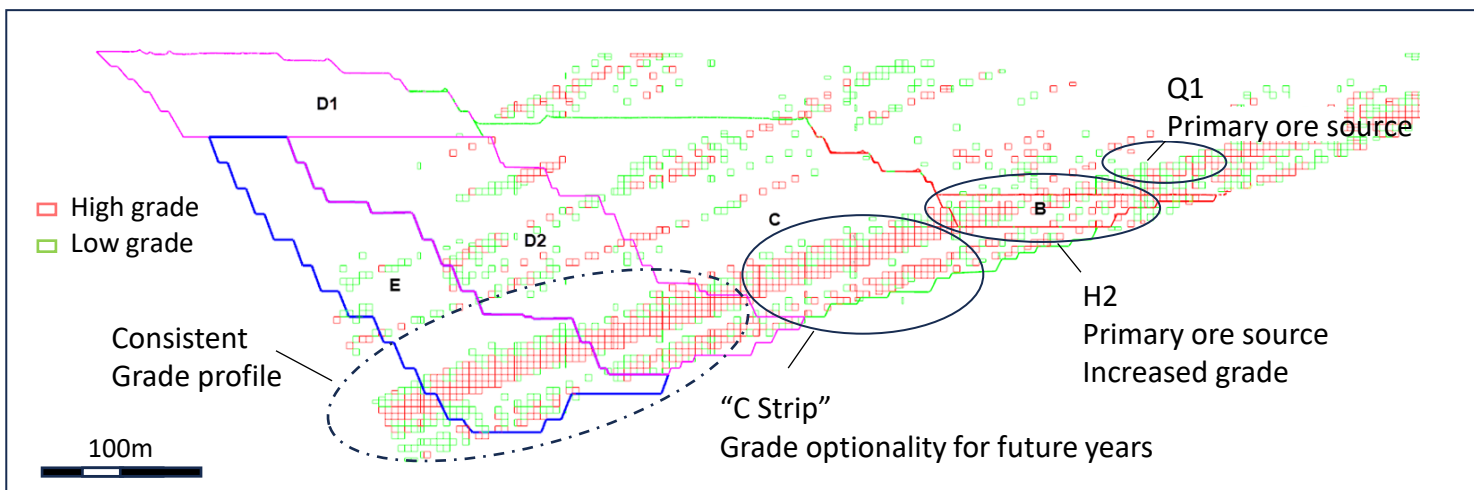 D1
Q1
Primary ore source
High grade
Low grade
B
C
D2
E
H2
Primary ore source
Increased grade
Consistent
Grade profile
“C Strip”
Grade optionality for future years
100m